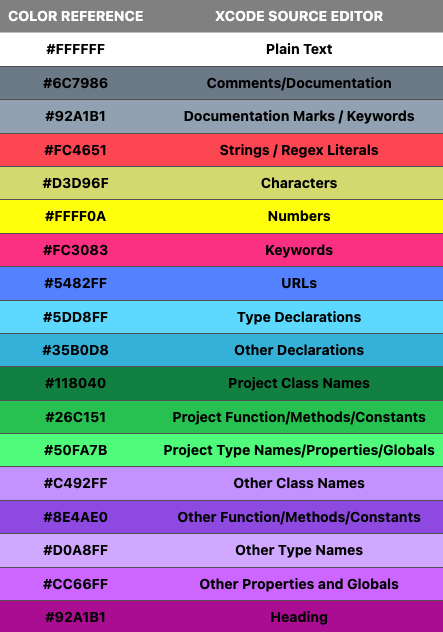 COLOR REFERENCE XCODE SOURCE EDITOR
#FFFFFF Plain Text
#6C7986 Comments/Documentation
#92A1B1 Documentation Marks / Keywords
#FC4651 Strings / Regex Literals
#D3D96F Characters
#FFFF0A Numbers
#FC3083 Keywords
#5482FF URLs
#5DD8FF Type Declarations
#35B0D8 Other Declarations
#118040 Project Class Names
#26C151 Project Function/Methods/Constants
#50FA7B Project Type Names/Properties/Globals
#C492FF Other Class Names
#8E4AE0 Other Function/Methods/Constants
#D0A8FF Other Type Names
#CC66FF Other Properties and Globals
#92A1B1 Heading